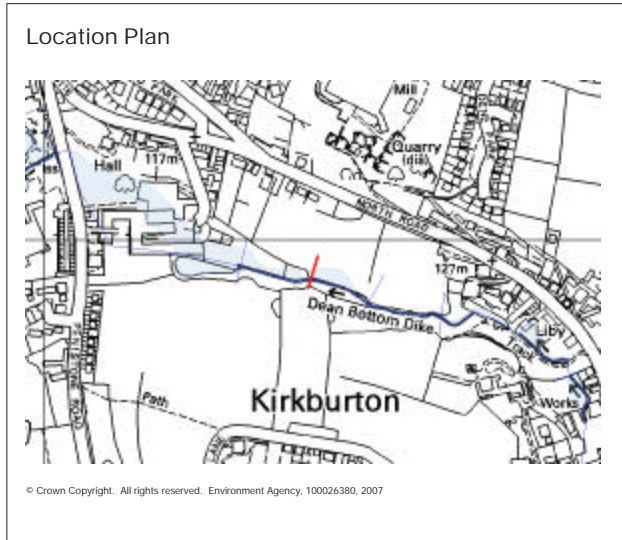 Location Plan
Mill
Hall
117m
Quarry
(dis)
NORTH ROAD
127m
Dean Bottom Dike
Liby
Track
Works
Kirkburton
Path
PENISTONE ROAD
© Crown Copyright. All rights reserved. Environment Agency, 100026380, 2007